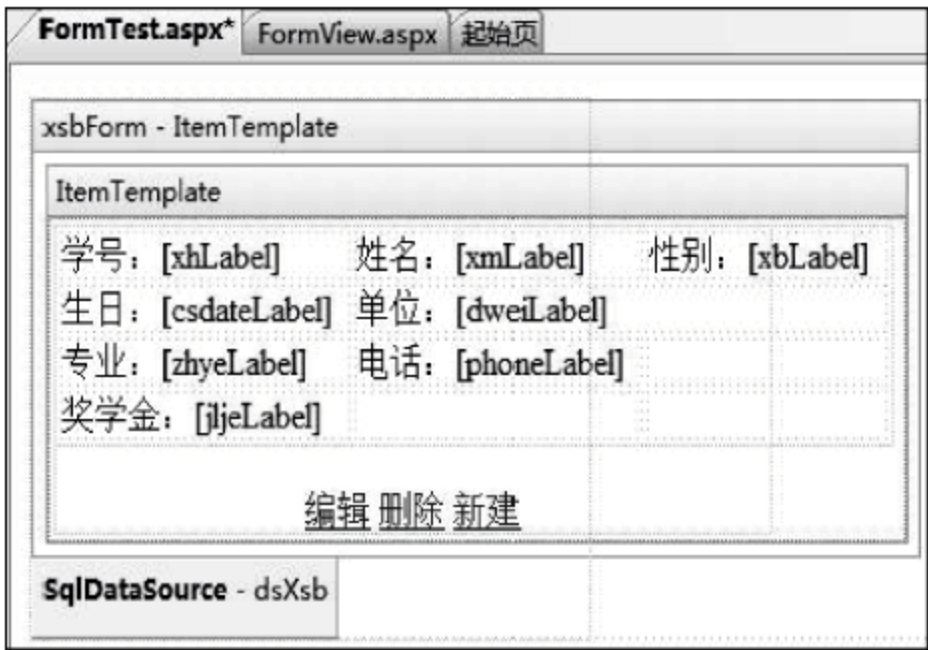 FormTest.aspx* FormView.aspx 起始页
xsbForm - ItemTemplate
ItemTemplate
学号：[xhLabel] 姓名：[xmLabel] 性别：[xbLabel]
生日：[csdateLabel] 单位：[dweiLabel]
专业：[zhyeLabel] 电话：[phoneLabel]
奖学金：[jljeLabel]
编辑 删除 新建
SqlDataSource - dsXsb